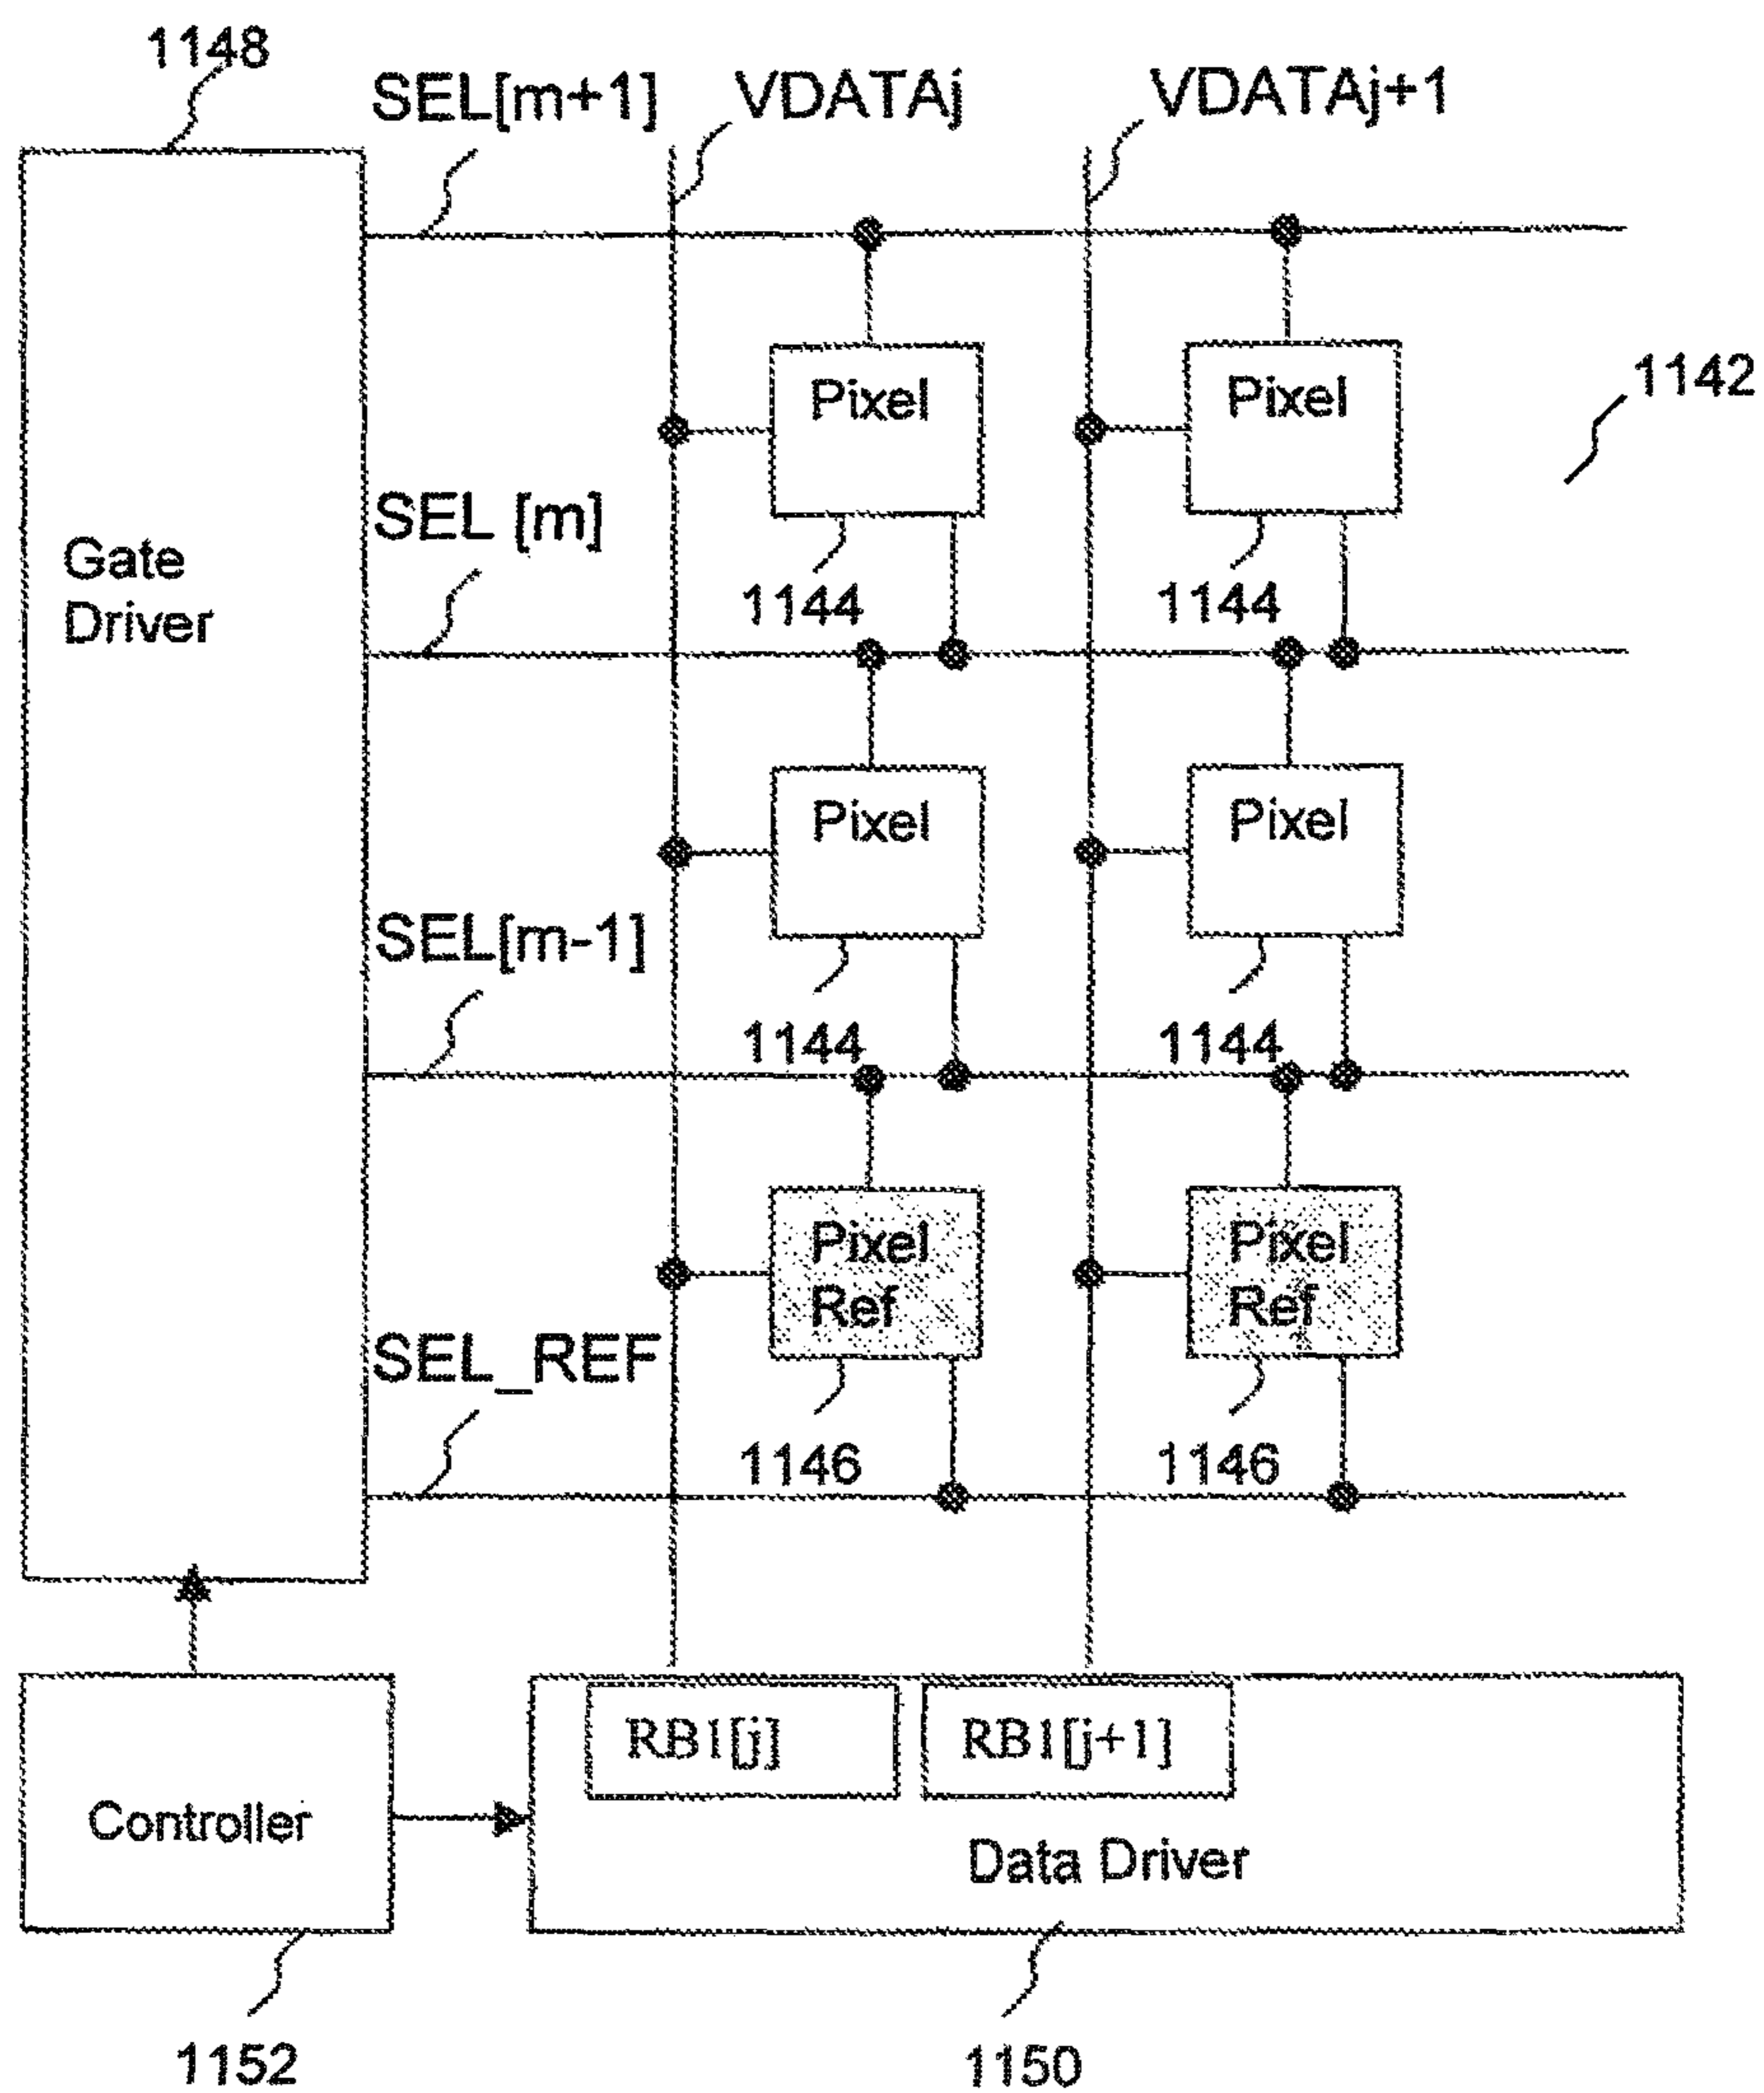 1148
SEL[m+1]
VDATAj
VDATAj+1
Pixel
Pixel
1142
SEL [m]
Gate
Driver
1144
1144
Pixel
Pixel
SEL[m-1]
1144
1144
Pixel
Ref
Pixel
Ref
SEL_REF
1146
1146
RB1[j]
RB1[j+1]
Controller
Data Driver
1152
1150